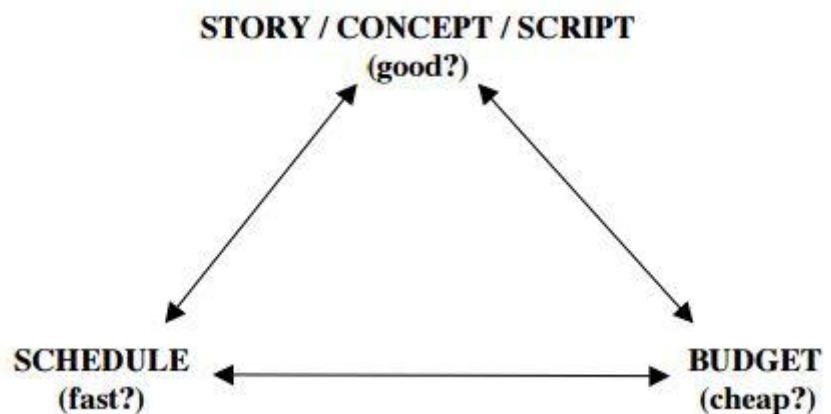 STORY / CONCEPT / SCRIPT
(good?)
SCHEDULE
(fast?)
BUDGET
(cheap?)